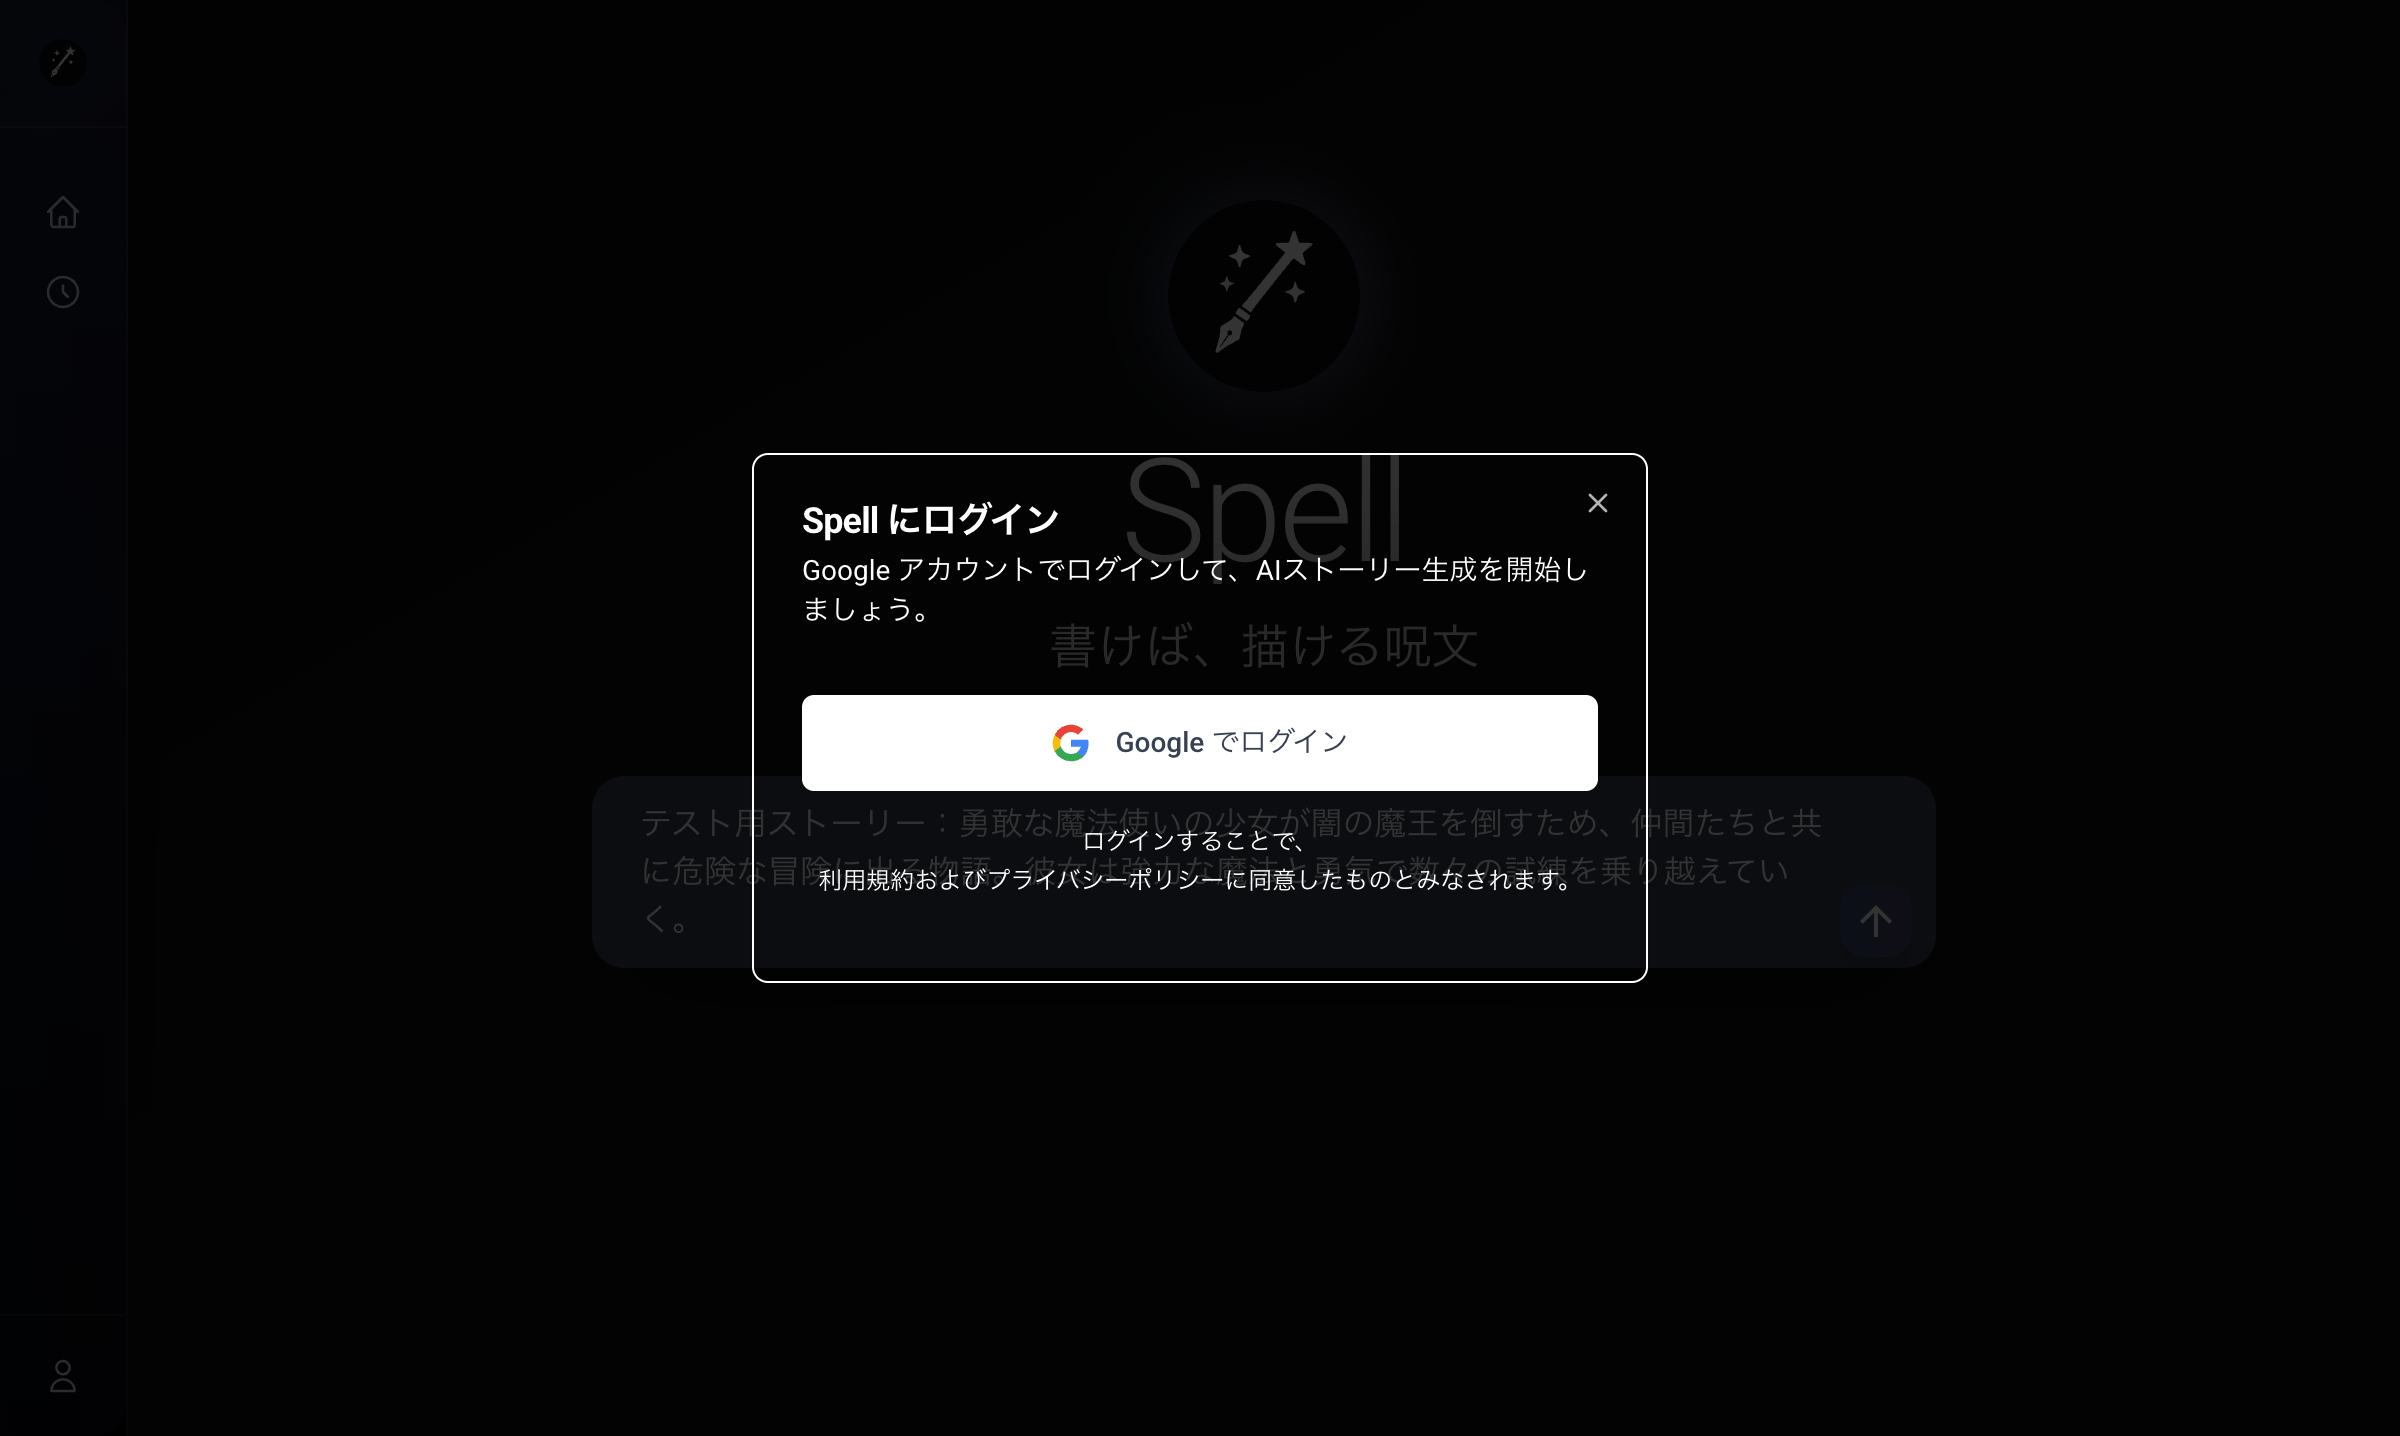 Spell
Spell にログイン
Google アカウントでログインして、AIストーリー生成を開始し
ましょう。
書けば、描ける呪文
Google でログイン
テスト用ストーリー：勇敢な魔法使いの少女が闇の魔王を倒すため、仲間たちと共
ログインすることで、
に危険な冒険に出る物語。彼女は強力な魔法と勇気で数々の試練を乗り越えてい
利用規約およびプライバシーポリシーに同意したものとみなされます。
く。